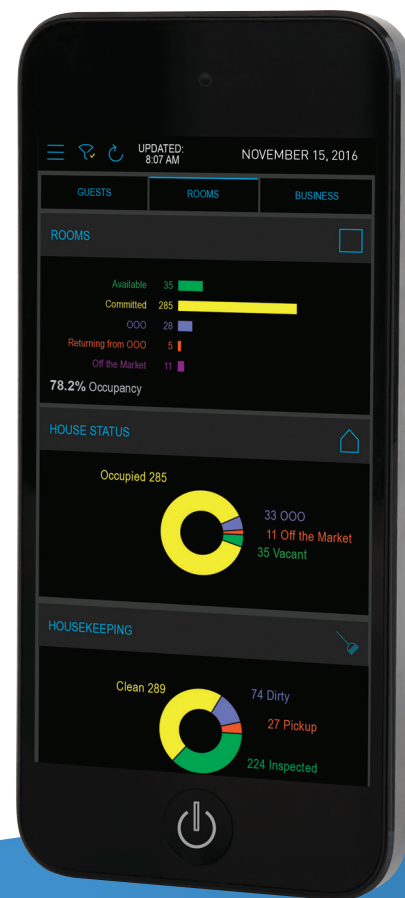 UPDATED:
8:07 AM
NOVEMBER 15, 2016
GUESTS
ROOMS
BUSINESS
ROOMS
Available 35
Committed 285
OOO 28
Returning from OOO 5
Off the Market 11
78.2% Occupancy
HOUSE STATUS
Occupied 285
33 OOO
11 Off the Market
35 Vacant
HOUSEKEEPING
Clean 289
74 Dirty
27 Pickup
224 Inspected